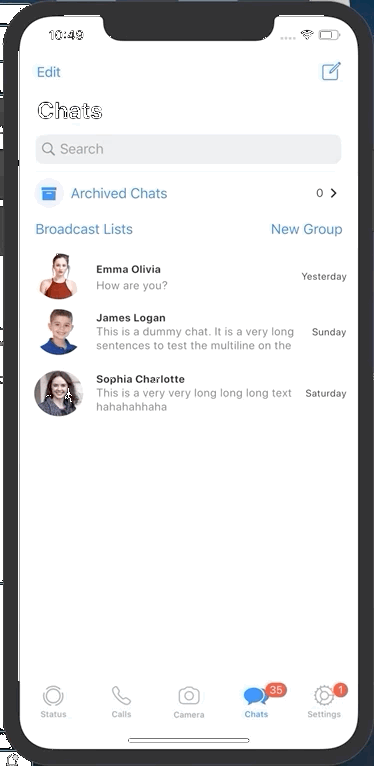 10:49
Edit
Chats
Search
Archived Chats 0
Broadcast Lists New Group
Emma Olivia
How are you?
Yesterday
James Logan
This is a dummy chat. It is a very long
sentences to test the multiline on the
Sunday
Sophia Charlotte
This is a very very long long long text
hahahahhaha
Saturday
35 1
Status Calls Camera Chats Settings